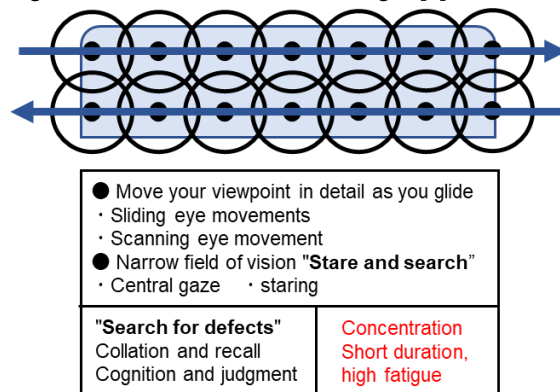 ● Move your viewpoint in detail as you glide
・Sliding eye movements
・Scanning eye movement
● Narrow field of vision "Stare and search"
・Central gaze ・staring
"Search for defects"
Collation and recall
Cognition and judgment
Concentration
Short duration,
high fatigue